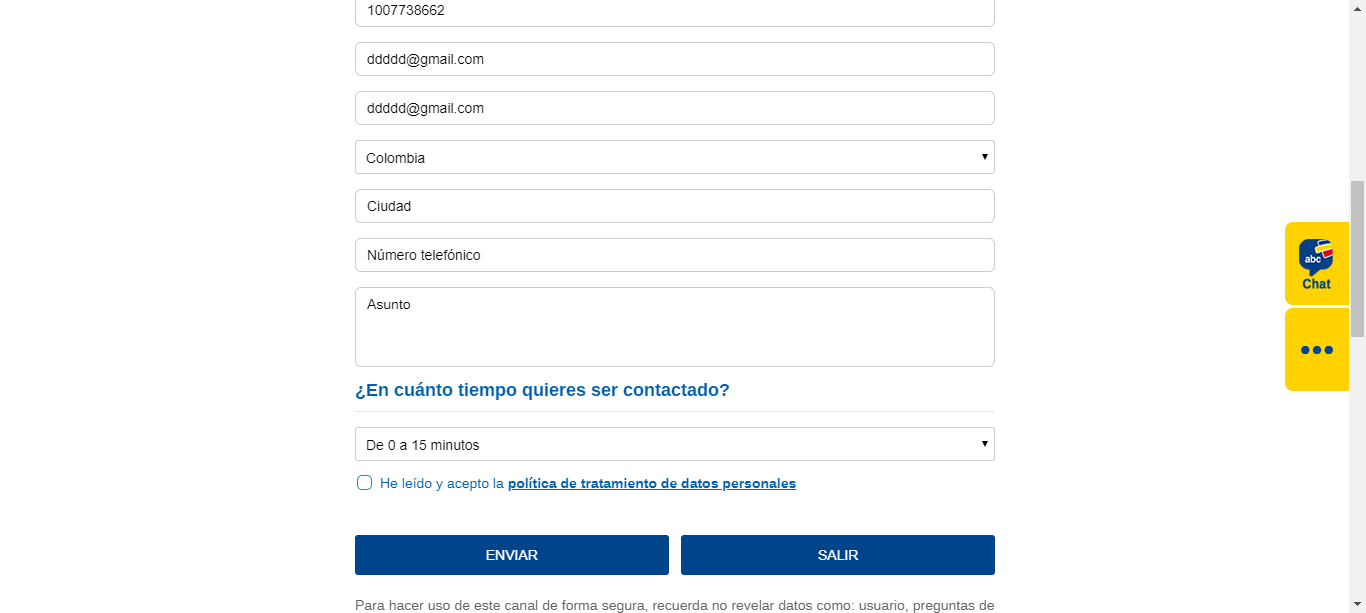 1007738662
ddddd@gmail.com
ddddd@gmail.com
Colombia
Ciudad
Número telefónico
Asunto
¿En cuánto tiempo quieres ser contactado?
De 0 a 15 minutos
He leído y acepto la política de tratamiento de datos personales
ENVIAR
SALIR
Para hacer uso de este canal de forma segura, recuerda no revelar datos como: usuario, preguntas de
abc
Chat